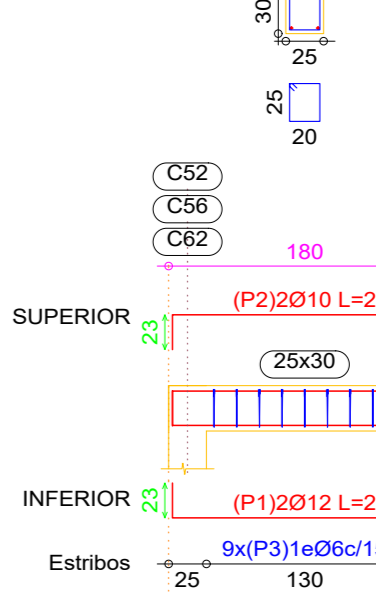 30
25
25
20
C52
C56
C62
180
SUPERIOR
23
(P2)2Ø10 L=2
25x30
INFERIOR
23
(P1)2Ø12 L=2
Estribos
9x(P3)1eØ6c/1
25
130